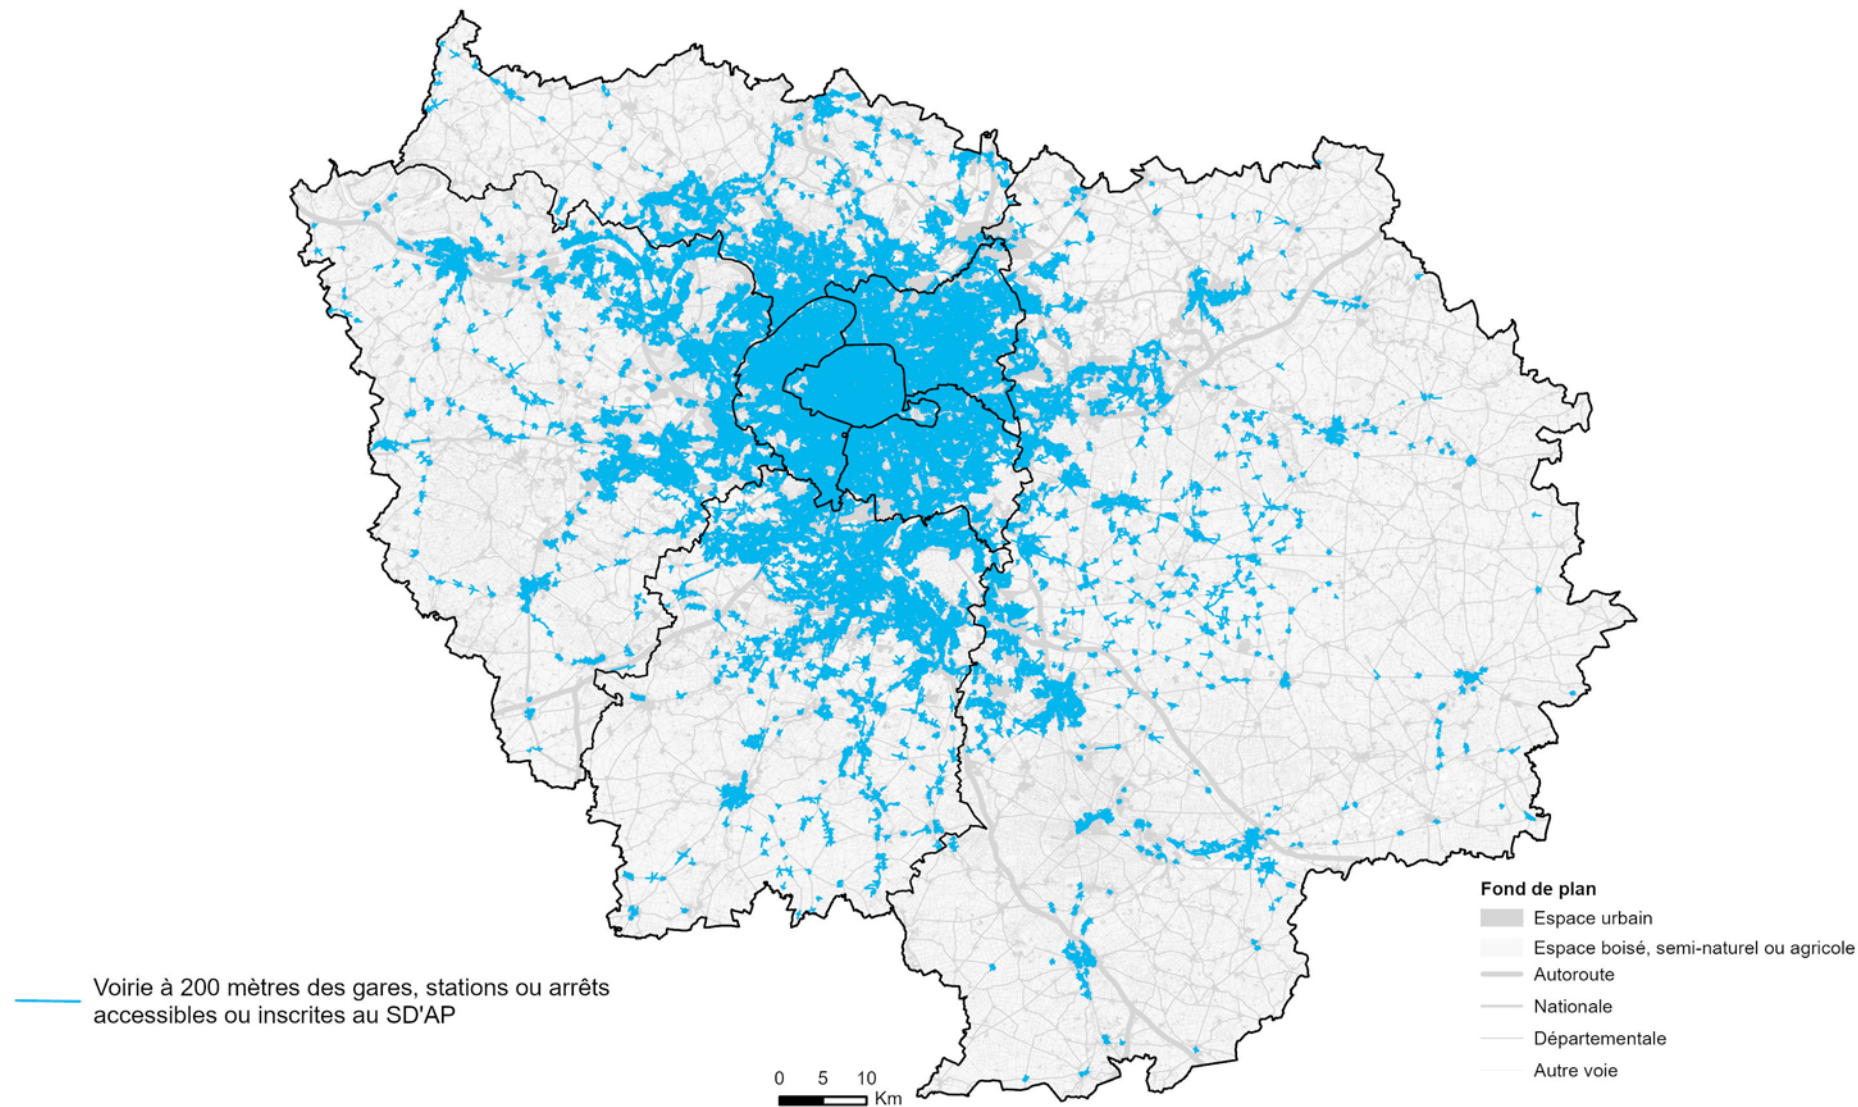 Voirie à 200 mètres des gares, stations ou arrêts
accessibles ou inscrites au SD'AP
0 5 10
Km
Fond de plan
Espace urbain
Espace boisé, semi-naturel ou agricole
Autoroute
Nationale
Départementale
Autre voie